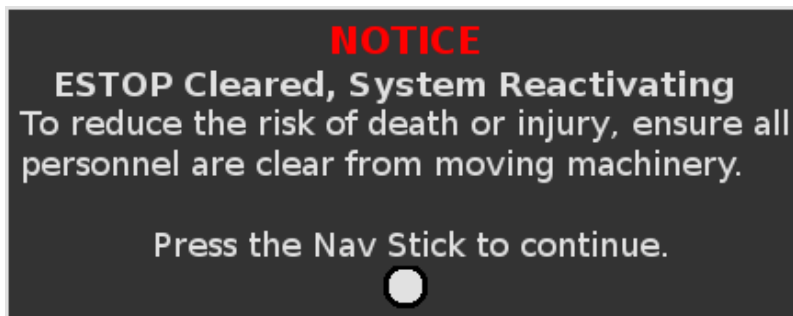 NOTICE
ESTOP Cleared, System Reactivating
To reduce the risk of death or injury, ensure all
personnel are clear from moving machinery.
Press the Nav Stick to continue.